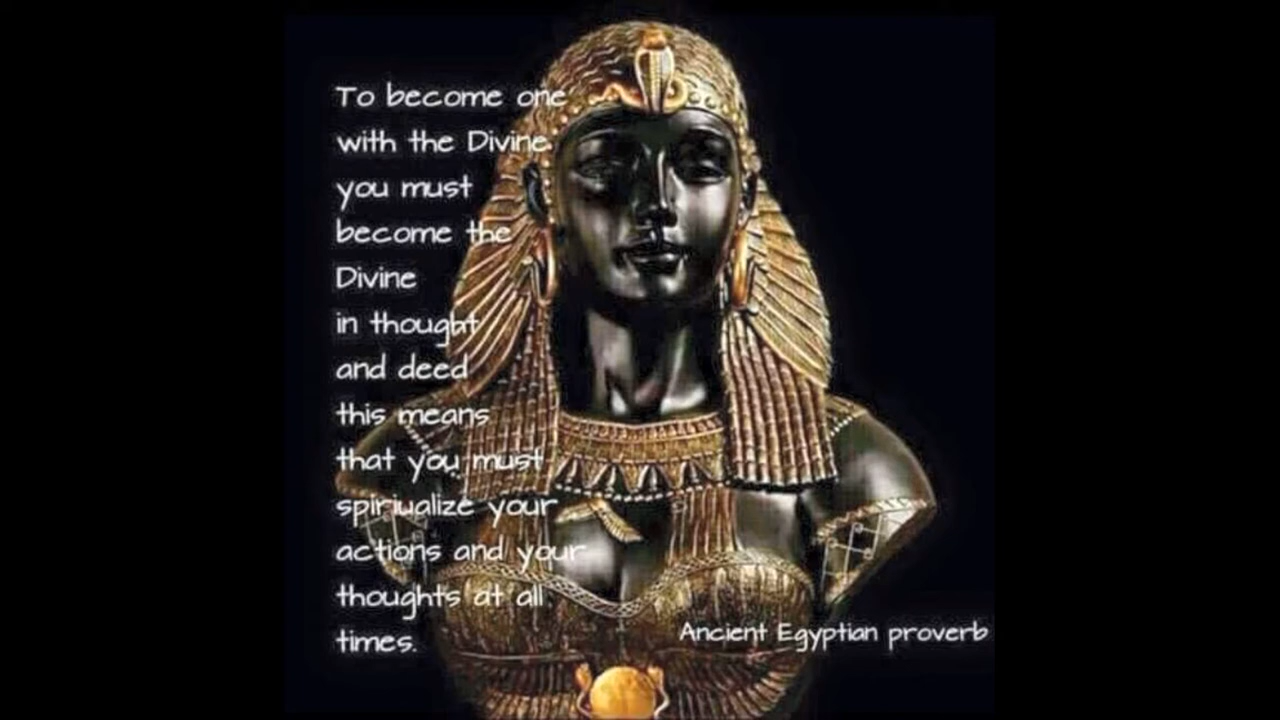 To become one
with the Divine
you must
become the
Divine
in thought
and deed
this means
that you must
spiriualize your
actions and your
thoughts at all
times.
Ancient Egyptian proverb